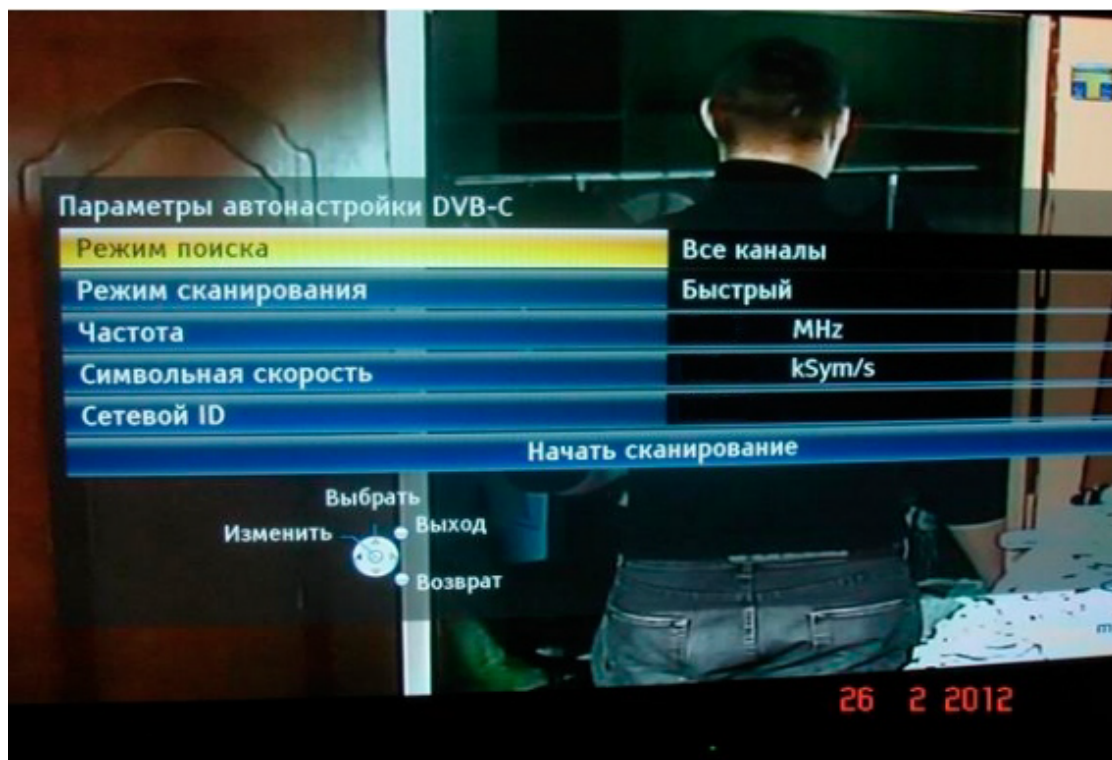 Параметры автонастройки DVB-C
Режим поиска Все каналы
Режим сканирования Быстрый
Частота MHz
Символьная скорость kSym/s
Сетевой ID
Начать сканирование
Выбрать
Изменить Выход
Возврат
26 2 2012